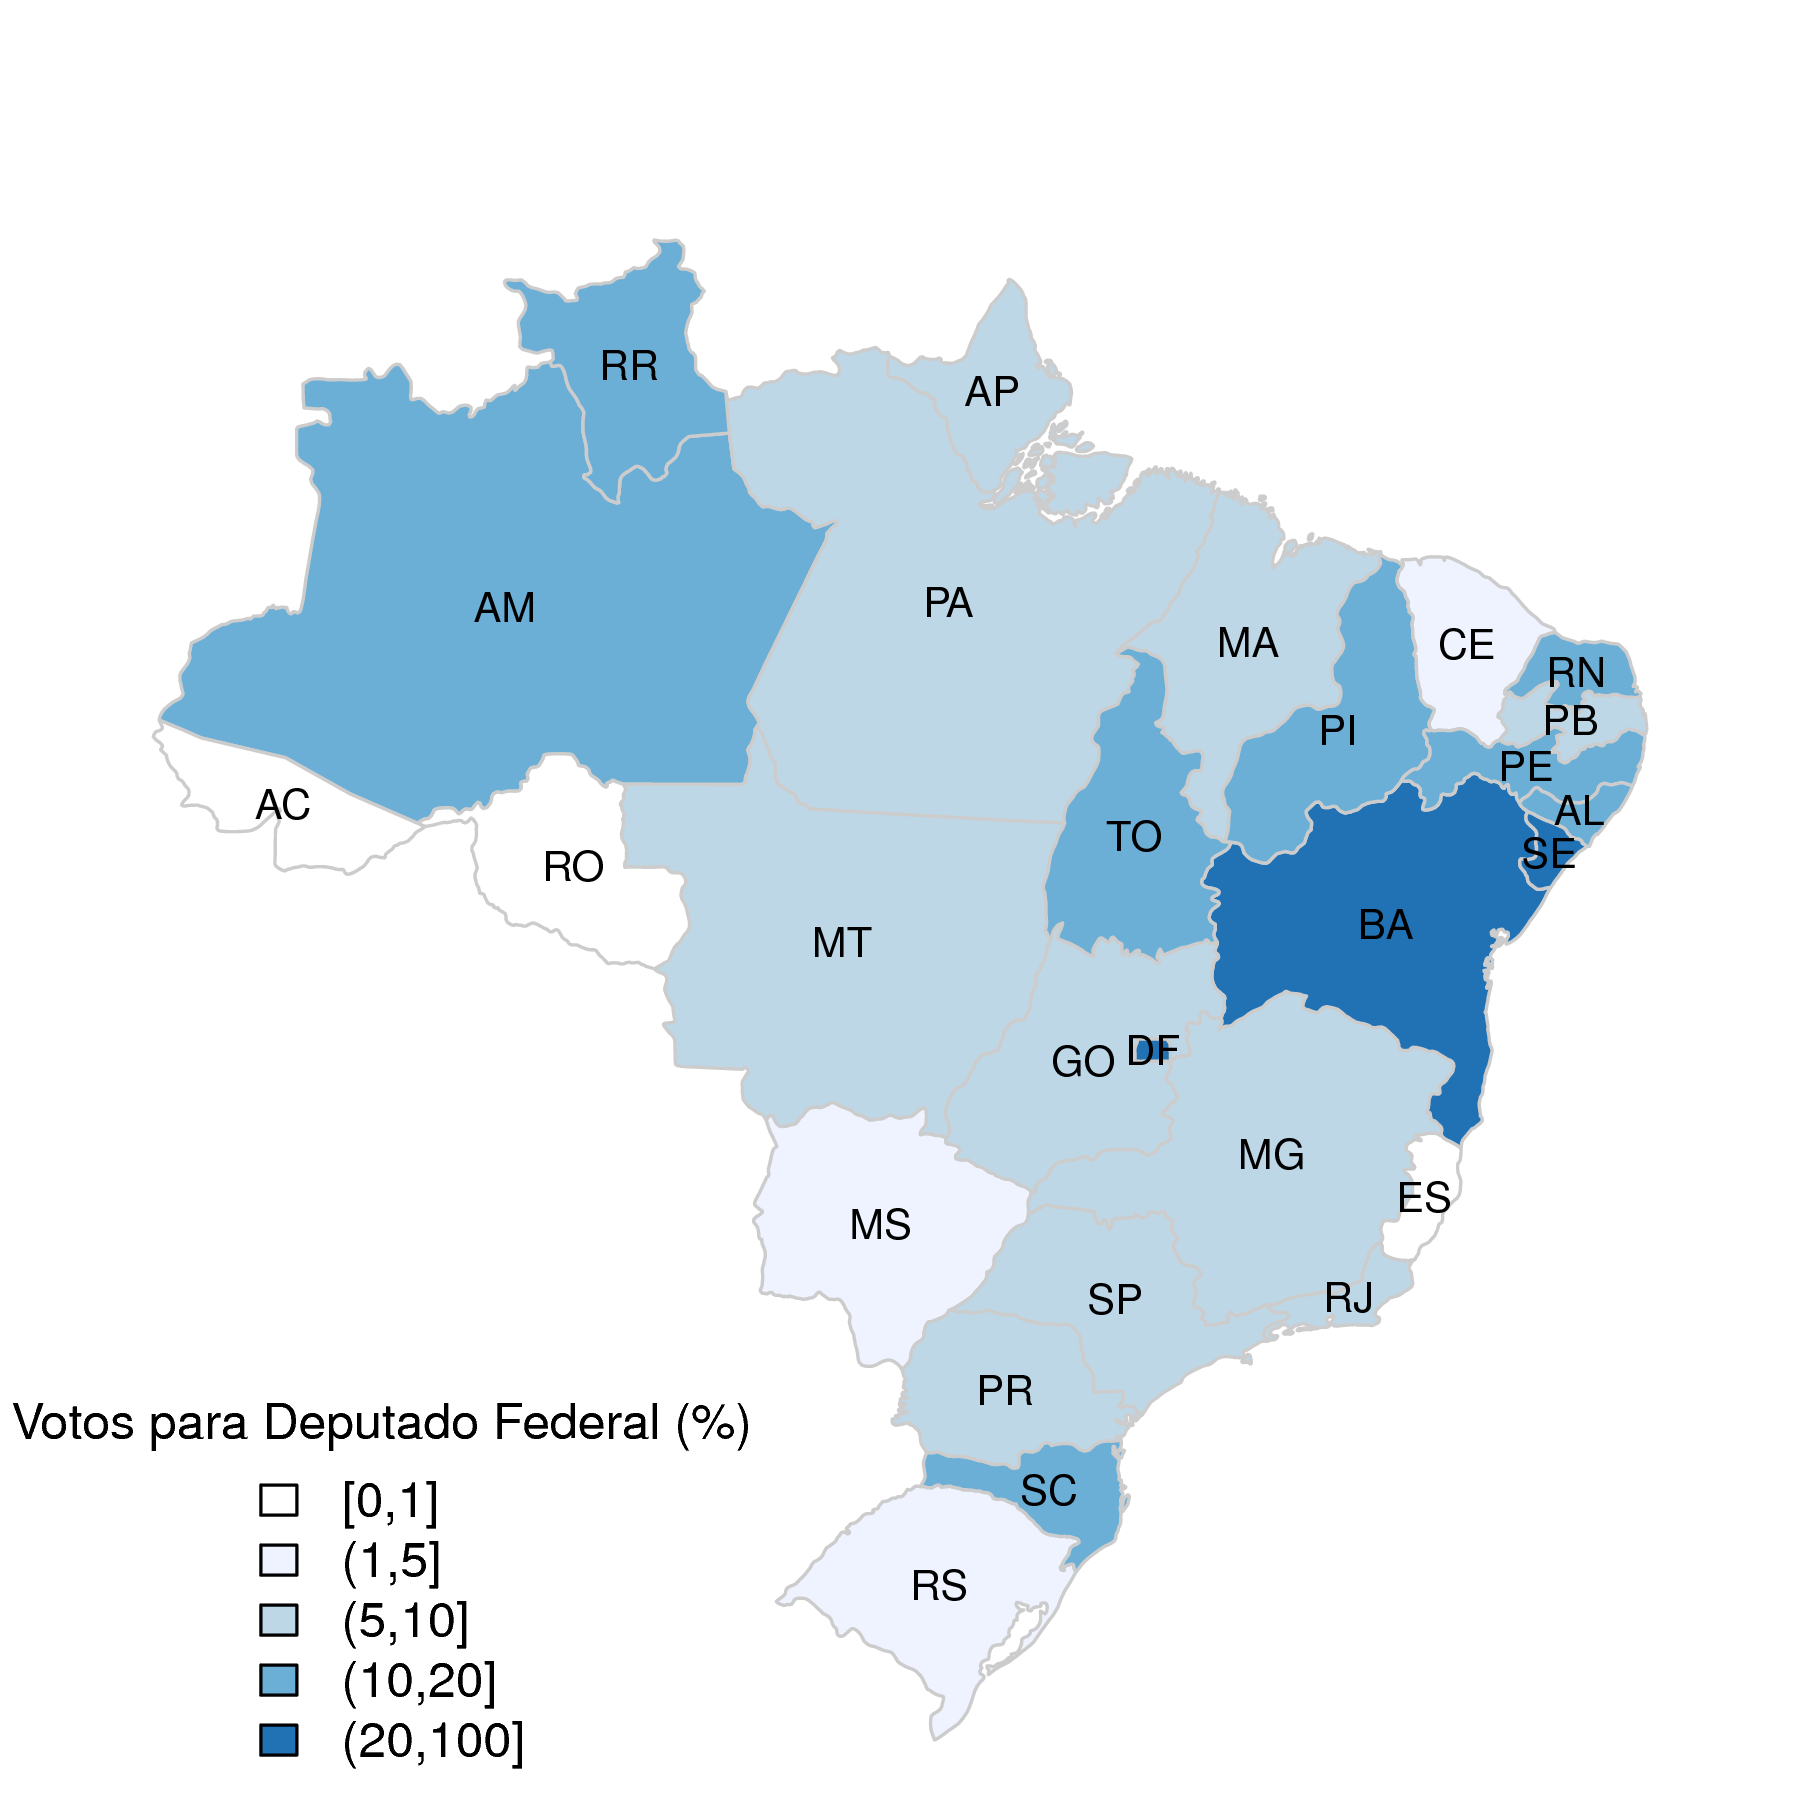 RR
AP
AM
PA
MA
CE
RN
PB
PI
PE
AC
AL
TO
SE
RO
BA
MT
DF
GO
MG
ES
MS
RJ
SP
PR
Votos para Deputado Federal (%)
SC
[0,1]
(1,5]
RS
(5,10]
(10,20]
(20,100]